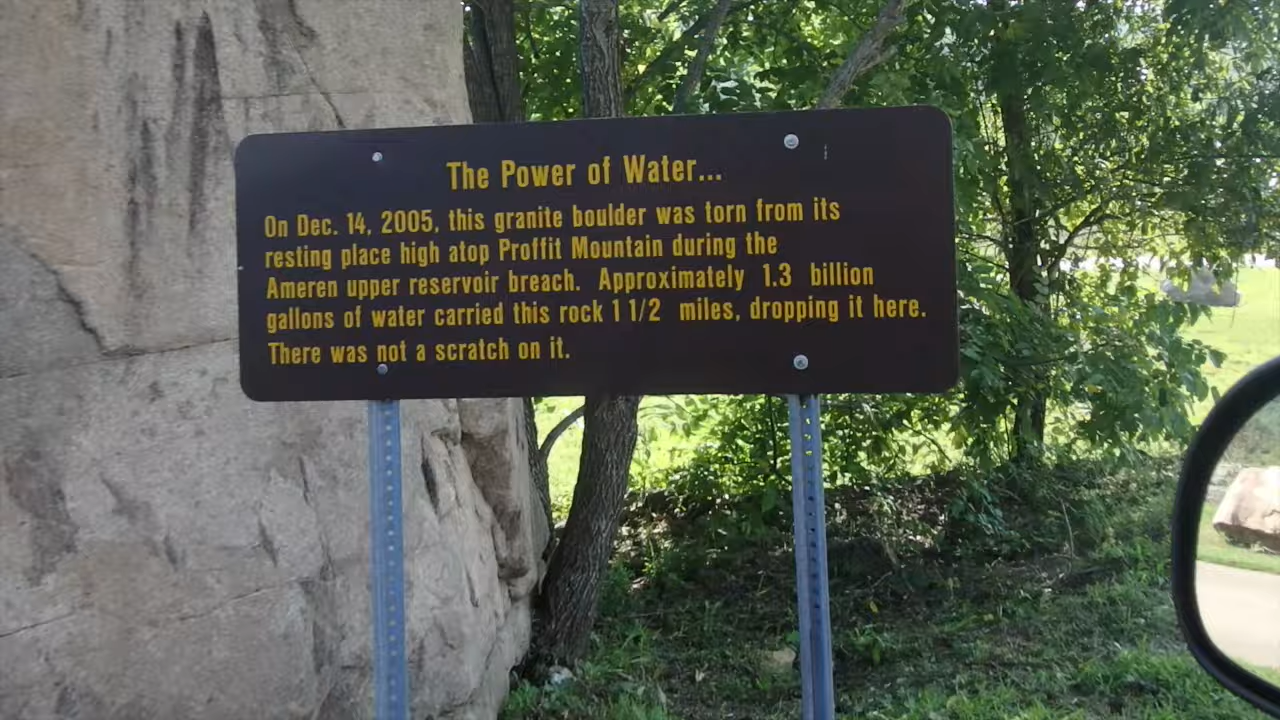 The Power of Water...
On Dec. 14, 2005, this granite boulder was torn from its
resting place high atop Proffit Mountain during the
Ameren upper reservoir breach. Approximately 1.3 billion
gallons of water carried this rock 1 1/2 miles, dropping it here.
There was not a scratch on it.